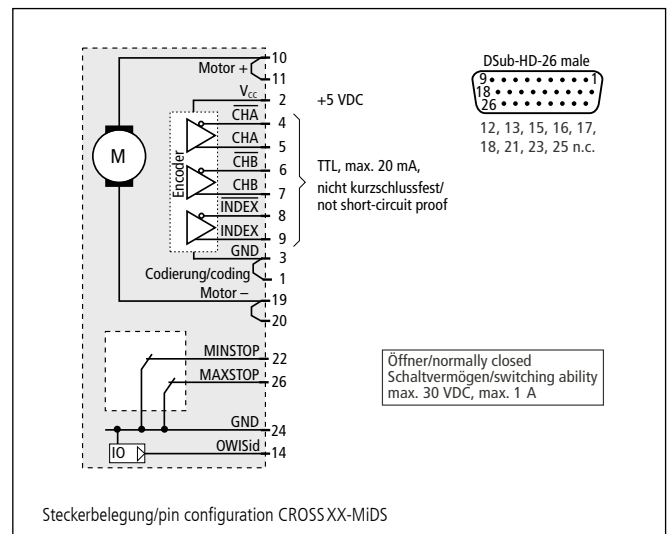 10
Motor +
11
V_cc
2
+5 VDC
C̅H̅A̅
4
CHA
5
C̅H̅B̅
6
CHB
7
I̅N̅D̅E̅X̅
8
INDEX
9
GND
3
Codierung/coding
1
Motor –
19
20
M
Encoder
TTL, max. 20 mA,
nicht kurzschlussfest/
not short-circuit proof
DSub-HD-26 male
9 1
18
26
12, 13, 15, 16, 17,
18, 21, 23, 25 n.c.
MINSTOP
22
MAXSTOP
26
GND
24
OWISid
14
IO
Öffner/normally closed
Schaltvermögen/switching ability
max. 30 VDC, max. 1 A
Steckerbelegung/pin configuration CROSS XX-MiDS